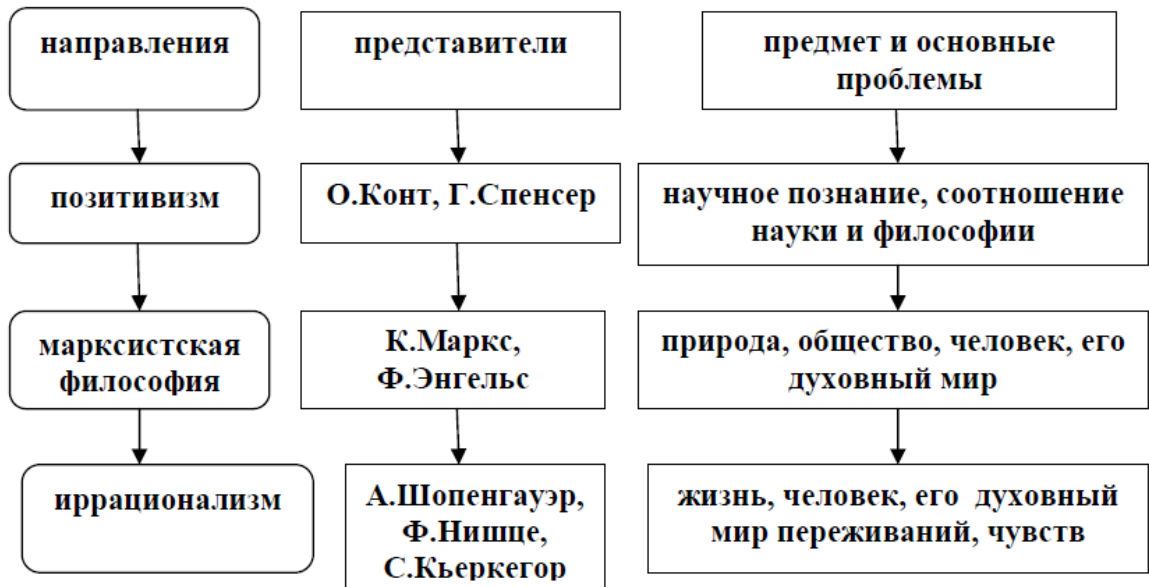 направления
представители
предмет и основные
проблемы
позитивизм
О.Конт, Г.Спенсер
научное познание, соотношение
науки и философии
марксистская
философия
К.Маркс,
Ф.Энгельс
природа, общество, человек, его
духовный мир
иррационализм
А.Шопенгауэр,
Ф.Нишце,
С.Кьеркегор
жизнь, человек, его духовный
мир переживаний, чувств